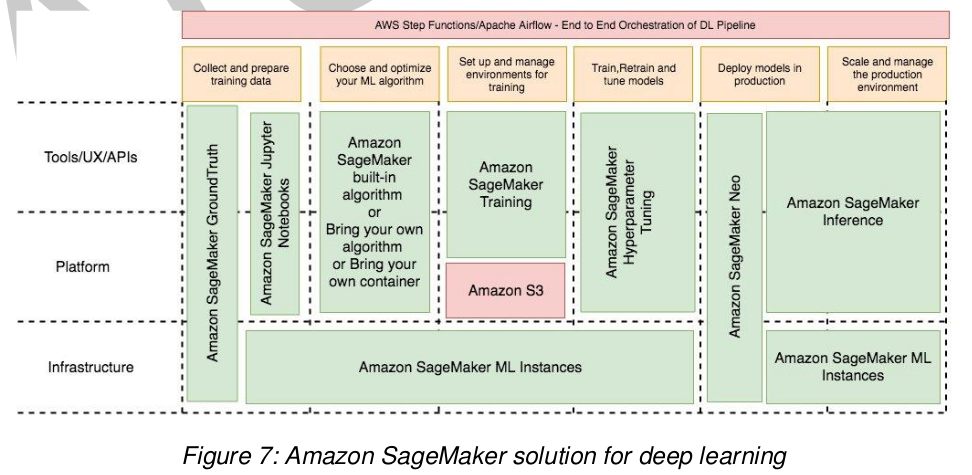 AWS Step Functions/Apache Airflow - End to End Orchestration of DL Pipeline
Collect and prepare
training data
Choose and optimize
your ML algorithm
Set up and manage
environments for
training
Train,Retrain and
tune models
Deploy models in
production
Scale and manage
the production
environment
Tools/UX/APIs
Platform
Infrastructure
Amazon SageMaker GroundTruth
Amazon SageMaker Jupyter
Notebooks
Amazon
SageMaker
built-in
algorithm
or
Bring your own
algorithm
or Bring your
own container
Amazon
SageMaker
Training
Amazon S3
Amazon SageMaker
Hyperparameter
Tuning
Amazon SageMaker Neo
Amazon SageMaker
Inference
Amazon SageMaker ML Instances
Amazon SageMaker ML
Instances
Figure 7: Amazon SageMaker solution for deep learning